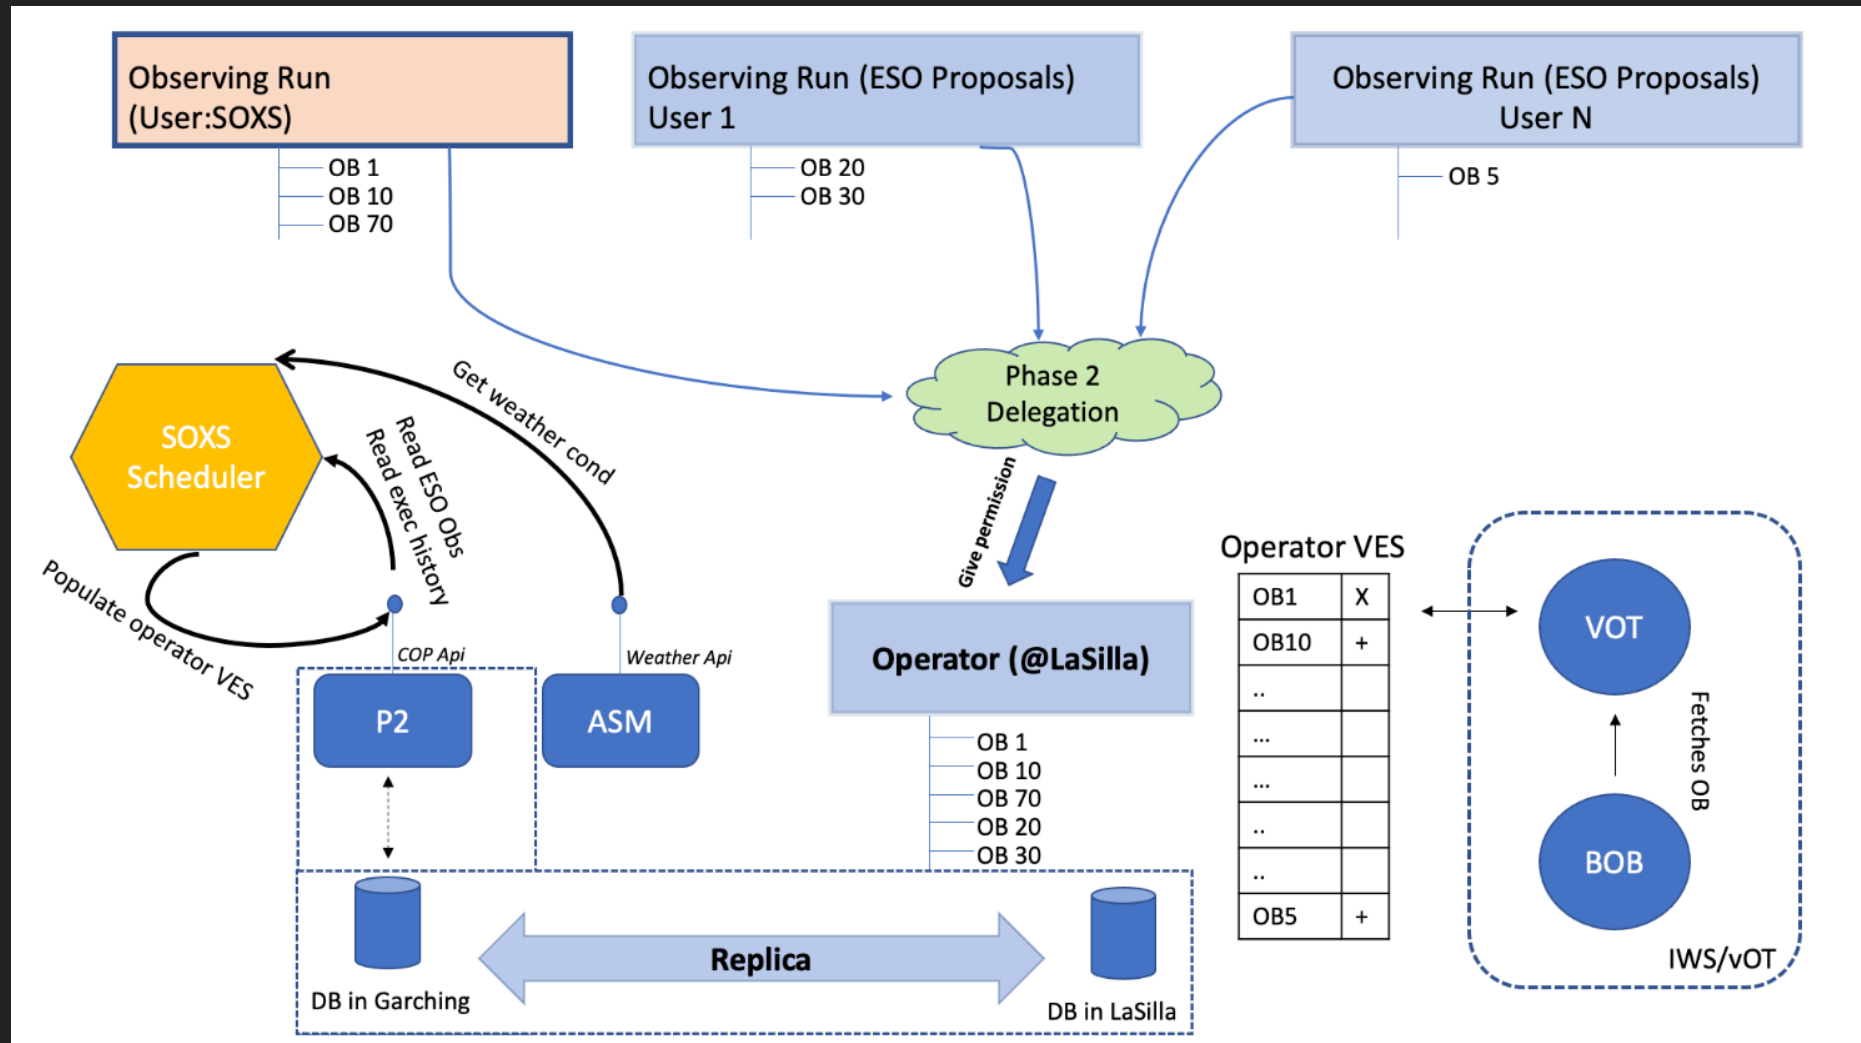 Observing Run
(User:SOXS)
OB 1
OB 10
OB 70
Observing Run (ESO Proposals)
User 1
OB 20
OB 30
Observing Run (ESO Proposals)
User N
OB 5
Phase 2
Delegation
Give permission
SOXS
Scheduler
Get weather cond
Read ESO Obs
Read exec history
Populate operator VES
COP Api
Weather Api
P2
ASM
Operator (@LaSilla)
OB 1
OB 10
OB 70
OB 20
OB 30
DB in Garching
Replica
DB in LaSilla
Operator VES
OB1 X
OB10 +
..
...
...
..
..
OB5 +
VOT
Fetches OB
BOB
IWS/vOT